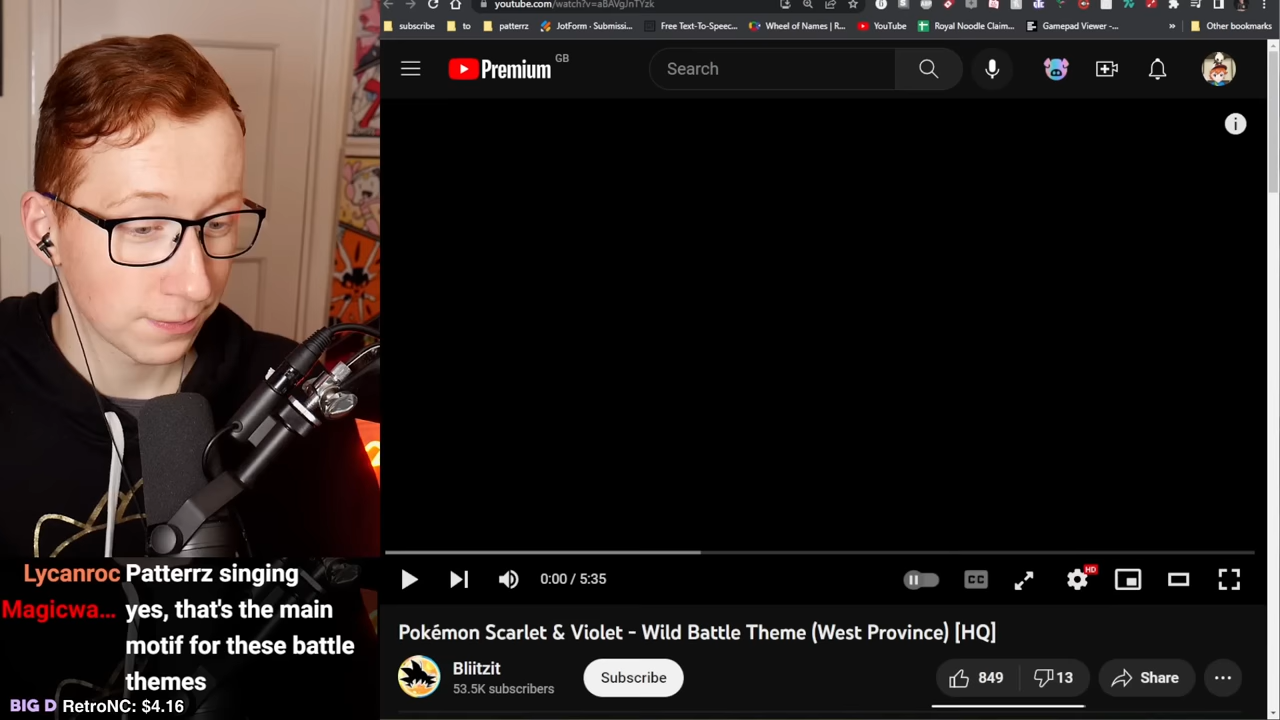 youtube.com/watch?v=aBAVgJnTYzk
subscribe to patterrz JotForm - Submissi... Free Text-To-Speec... Wheel of Names | R... YouTube Royal Noodle Claim... Gamepad Viewer -... » Other bookmarks
Premium GB Search
HD
0:00 / 5:35 CC
Pokémon Scarlet & Violet - Wild Battle Theme (West Province) [HQ]
Bliitzit
53.5K subscribers
Subscribe 849 13 Share
Lycanroc Patterrz singing
Magicwa... yes, that's the main
motif for these battle
themes
BIG D RetroNC: $4.16